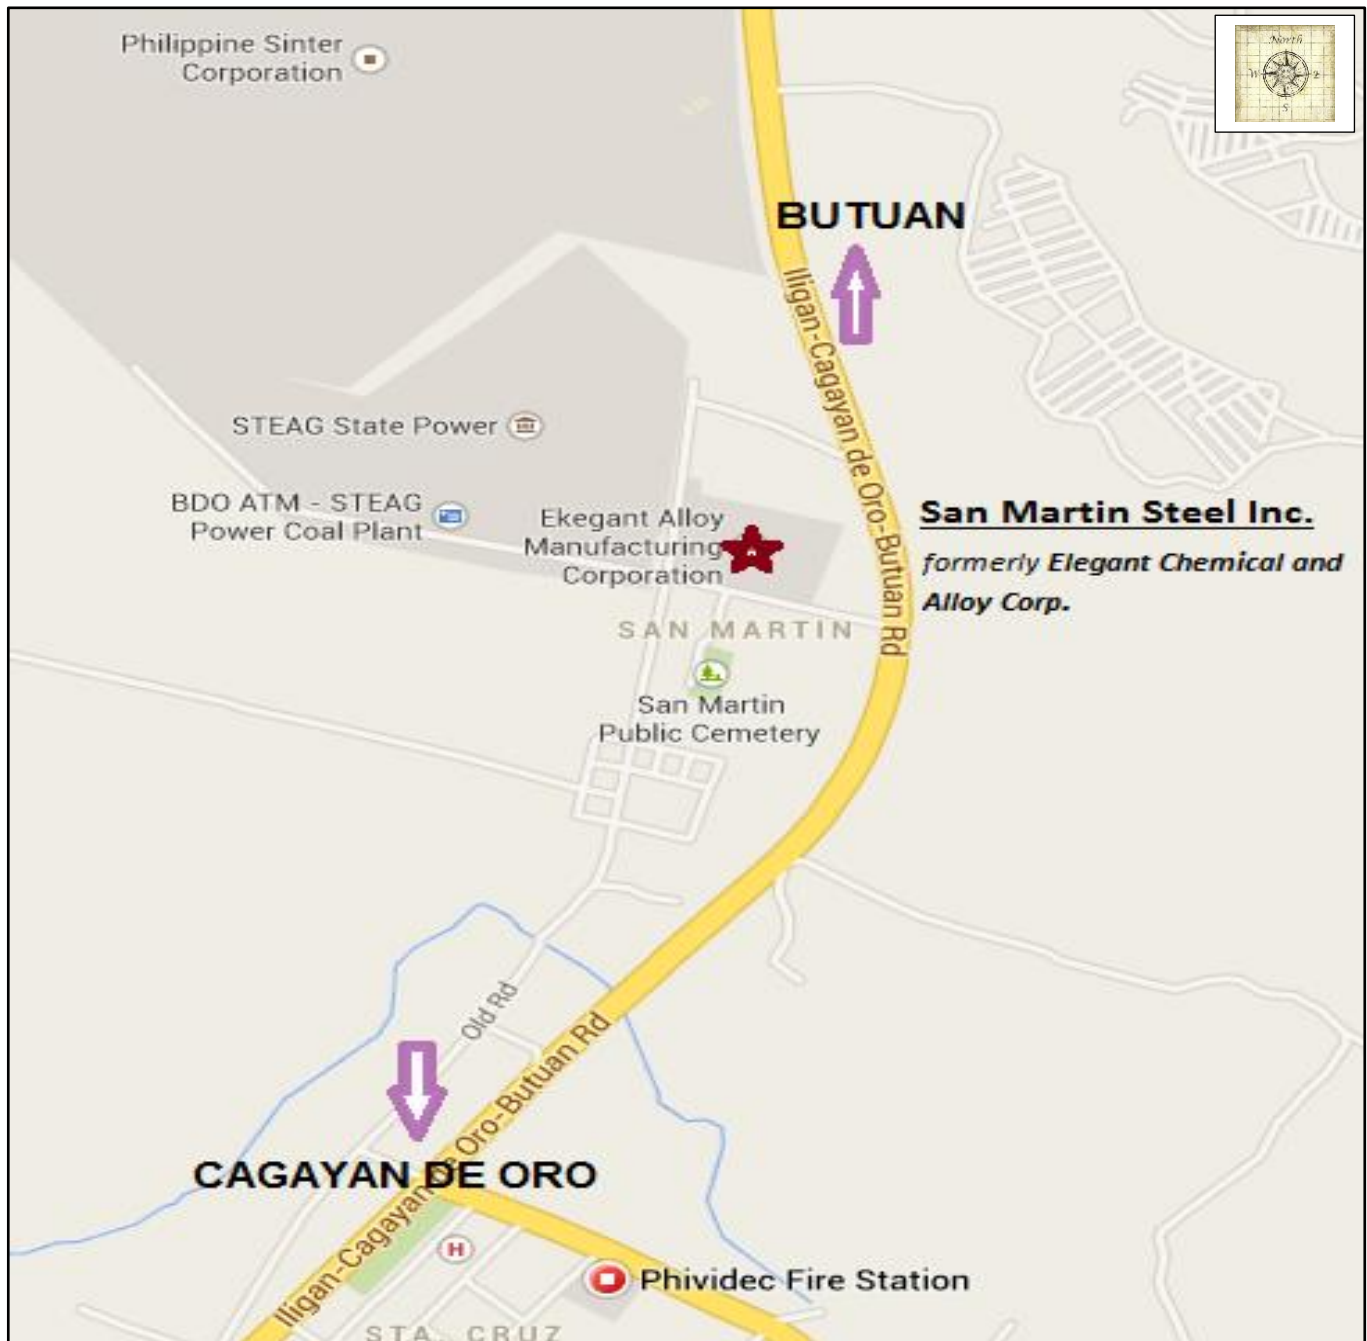 Philippine Sinter
Corporation
North
W
S
BUTUAN
Iligan-Cagayan de Oro-Butuan Rd
STEAG State Power
BDO ATM - STEAG
Power Coal Plant
Ekegant Alloy
Manufacturing
Corporation
San Martin Steel Inc.
formerly Elegant Chemical and
Alloy Corp.
SAN MARTIN
San Martin
Public Cemetery
Old Rd
CAGAYAN DE ORO
Iligan-Cagayan de Oro-Butuan Rd
H
Phividec Fire Station
STA. CRUZ